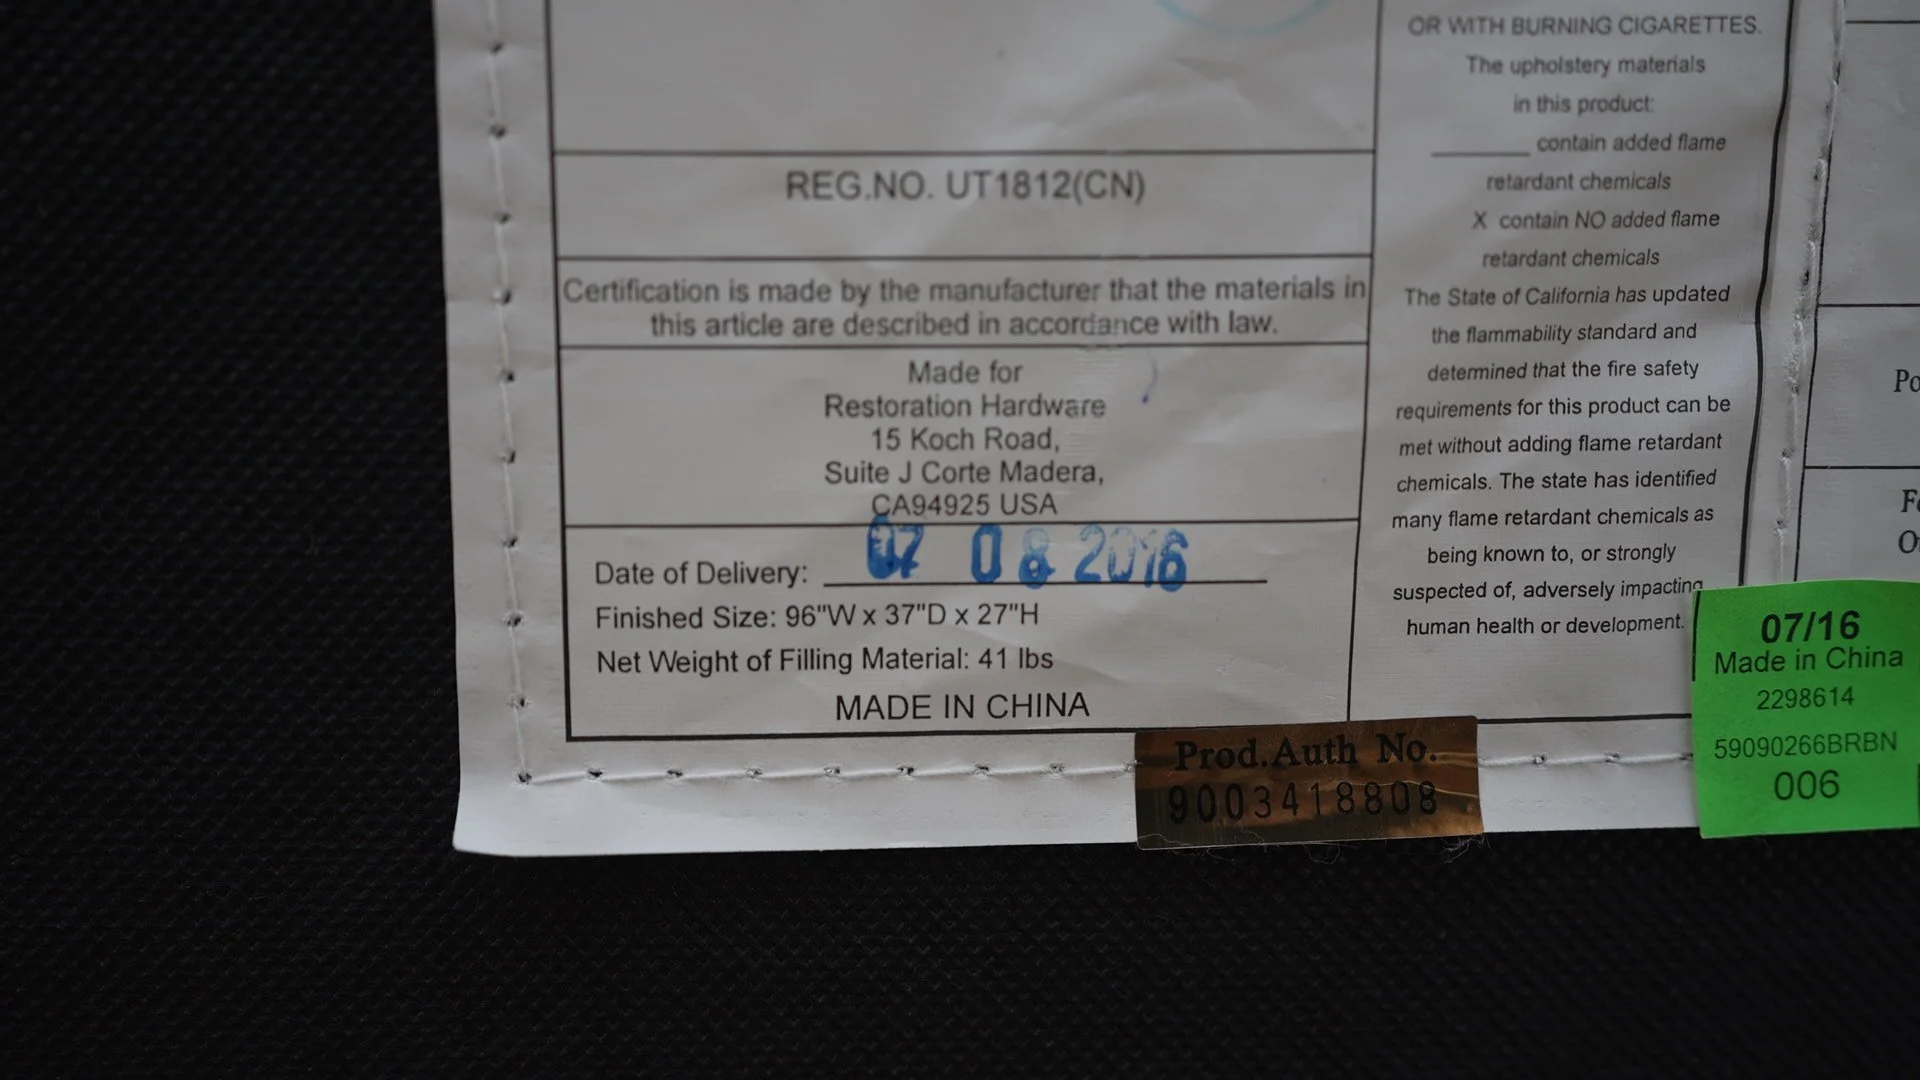 REG.NO. UT1812(CN)
Certification is made by the manufacturer that the materials in
this article are described in accordance with law.
Made for
Restoration Hardware
15 Koch Road,
Suite J Corte Madera,
CA94925 USA
Date of Delivery: 07 08 2016
Finished Size: 96"W x 37"D x 27"H
Net Weight of Filling Material: 41 lbs
MADE IN CHINA
OR WITH BURNING CIGARETTES.
The upholstery materials
in this product:
_______ contain added flame
retardant chemicals
X contain NO added flame
retardant chemicals
The State of California has updated
the flammability standard and
determined that the fire safety
requirements for this product can be
met without adding flame retardant
chemicals. The state has identified
many flame retardant chemicals as
being known to, or strongly
suspected of, adversely impacting
human health or development.
Prod.Auth No.
9003418808
07/16
Made in China
2298614
59090266BRBN
006